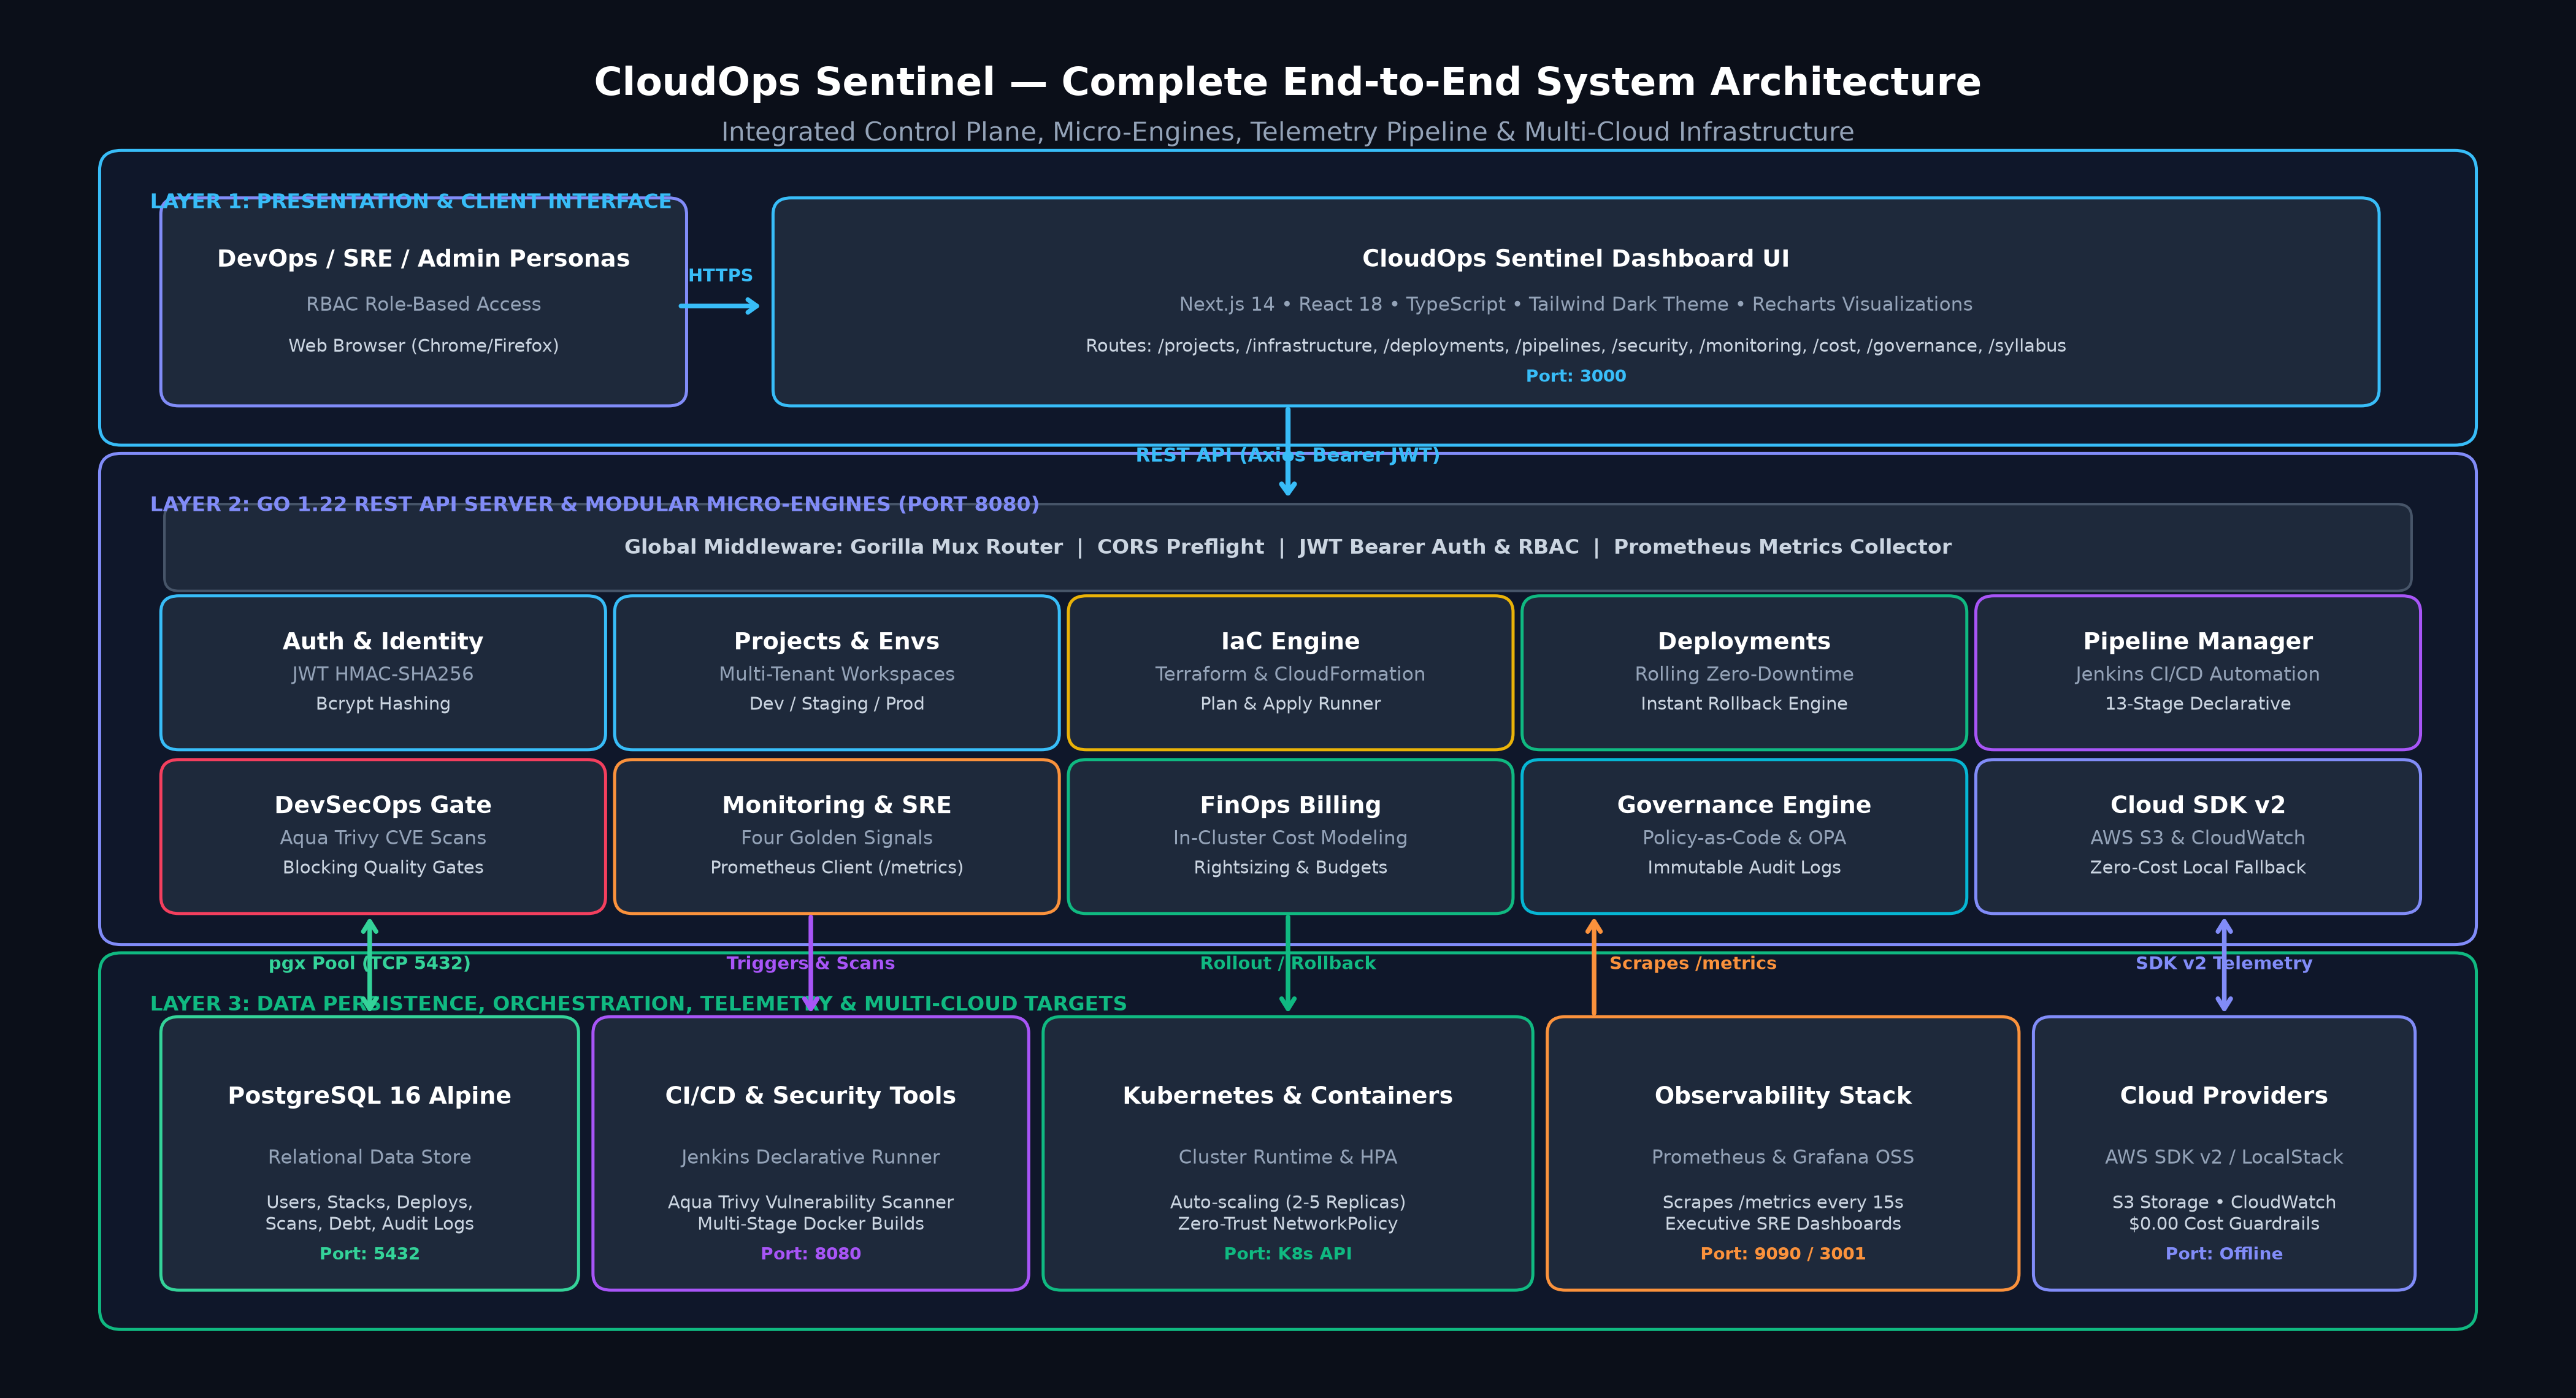 CloudOps Sentinel — Complete End-to-End System Architecture
Integrated Control Plane, Micro-Engines, Telemetry Pipeline & Multi-Cloud Infrastructure
LAYER 1: PRESENTATION & CLIENT INTERFACE
DevOps / SRE / Admin Personas
RBAC Role-Based Access
Web Browser (Chrome/Firefox)
HTTPS
CloudOps Sentinel Dashboard UI
Next.js 14 • React 18 • TypeScript • Tailwind Dark Theme • Recharts Visualizations
Routes: /projects, /infrastructure, /deployments, /pipelines, /security, /monitoring, /cost, /governance, /syllabus
Port: 3000
REST API (Axios Bearer JWT)
LAYER 2: GO 1.22 REST API SERVER & MODULAR MICRO-ENGINES (PORT 8080)
Global Middleware: Gorilla Mux Router | CORS Preflight | JWT Bearer Auth & RBAC | Prometheus Metrics Collector
Auth & Identity
JWT HMAC-SHA256
Bcrypt Hashing
Projects & Envs
Multi-Tenant Workspaces
Dev / Staging / Prod
IaC Engine
Terraform & CloudFormation
Plan & Apply Runner
Deployments
Rolling Zero-Downtime
Instant Rollback Engine
Pipeline Manager
Jenkins CI/CD Automation
13-Stage Declarative
DevSecOps Gate
Aqua Trivy CVE Scans
Blocking Quality Gates
Monitoring & SRE
Four Golden Signals
Prometheus Client (/metrics)
FinOps Billing
In-Cluster Cost Modeling
Rightsizing & Budgets
Governance Engine
Policy-as-Code & OPA
Immutable Audit Logs
Cloud SDK v2
AWS S3 & CloudWatch
Zero-Cost Local Fallback
pgx Pool (TCP 5432)
Triggers & Scans
Rollout / Rollback
Scrapes /metrics
SDK v2 Telemetry
LAYER 3: DATA PERSISTENCE, ORCHESTRATION, TELEMETRY & MULTI-CLOUD TARGETS
PostgreSQL 16 Alpine
Relational Data Store
Users, Stacks, Deploys,
Scans, Debt, Audit Logs
Port: 5432
CI/CD & Security Tools
Jenkins Declarative Runner
Aqua Trivy Vulnerability Scanner
Multi-Stage Docker Builds
Port: 8080
Kubernetes & Containers
Cluster Runtime & HPA
Auto-scaling (2-5 Replicas)
Zero-Trust NetworkPolicy
Port: K8s API
Observability Stack
Prometheus & Grafana OSS
Scrapes /metrics every 15s
Executive SRE Dashboards
Port: 9090 / 3001
Cloud Providers
AWS SDK v2 / LocalStack
S3 Storage • CloudWatch
$0.00 Cost Guardrails
Port: Offline